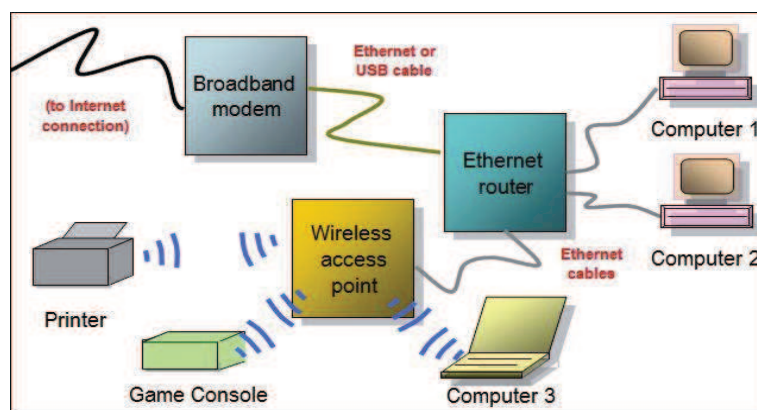 Ethernet or
USB cable
Broadband
modem
(to Internet
connection)
Computer 1
Ethernet
router
Wireless
access
point
Ethernet
cables
Computer 2
Printer
Game Console
Computer 3